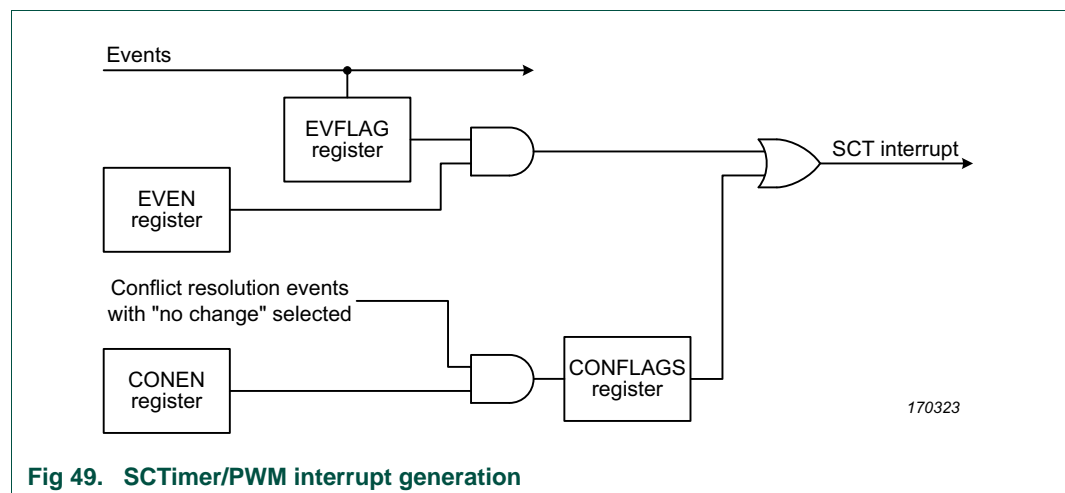 Events
EVFLAG
register
SCT interrupt
EVEN
register
Conflict resolution events
with "no change" selected
CONEN
register
CONFLAGS
register
170323
Fig 49. SCTimer/PWM interrupt generation